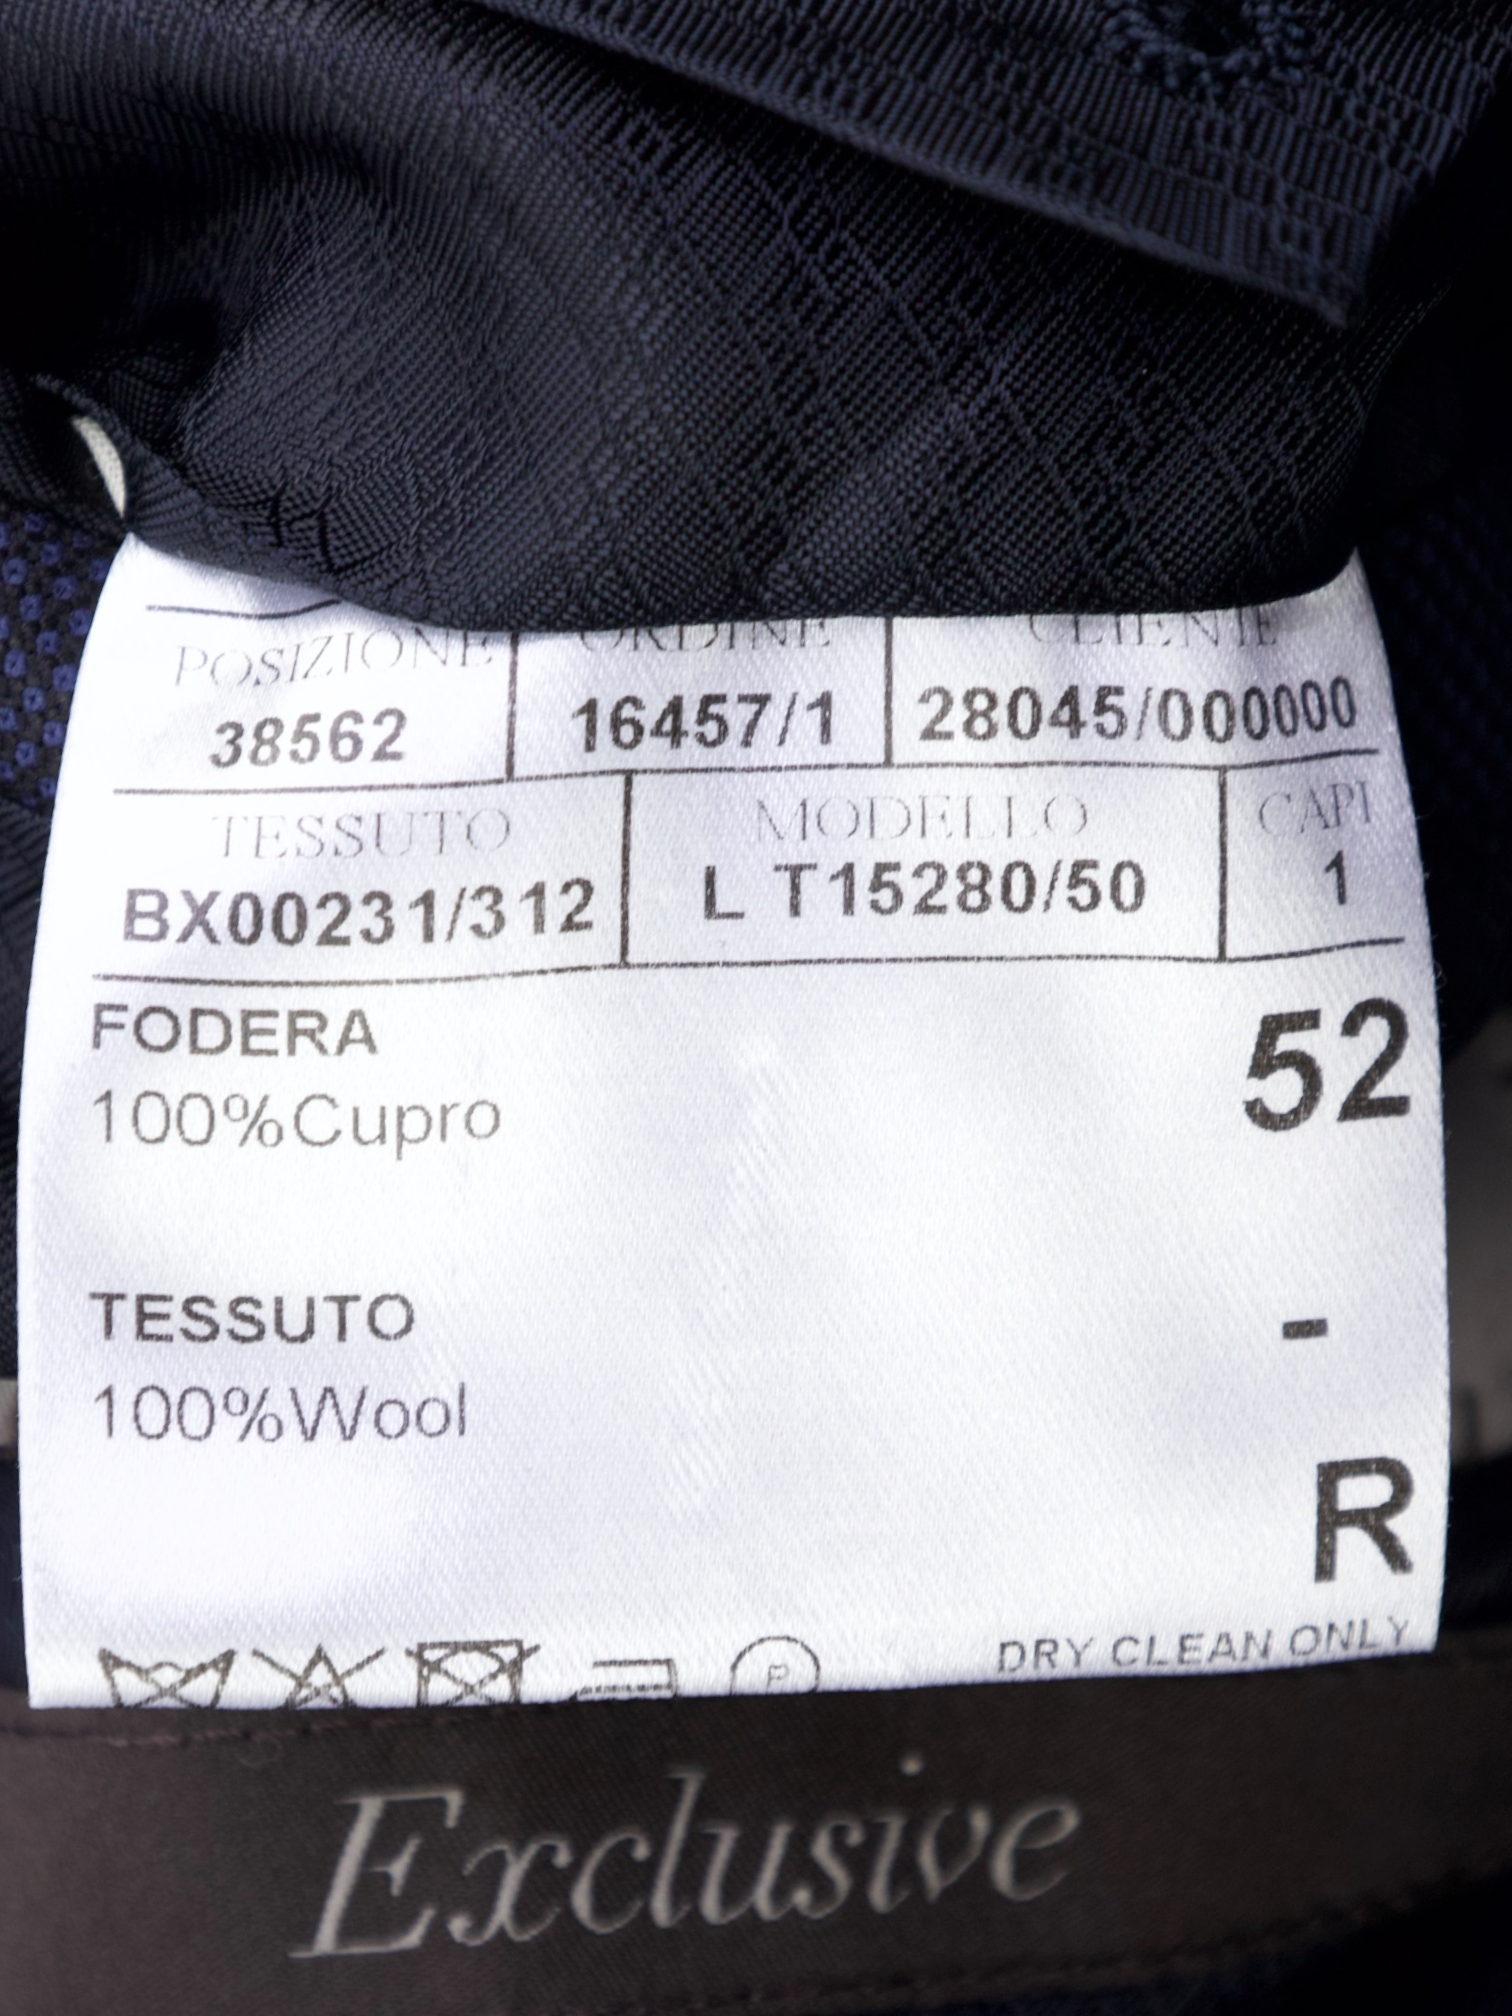 POSIZIONE ORDINE CLIENTE
38562 16457/1 28045/000000
TESSUTO MODELLO CAPI
BX00231/312 L T15280/50 1
FODERA 52
100%Cupro
TESSUTO -
100%Wool
R
P DRY CLEAN ONLY
Exclusive